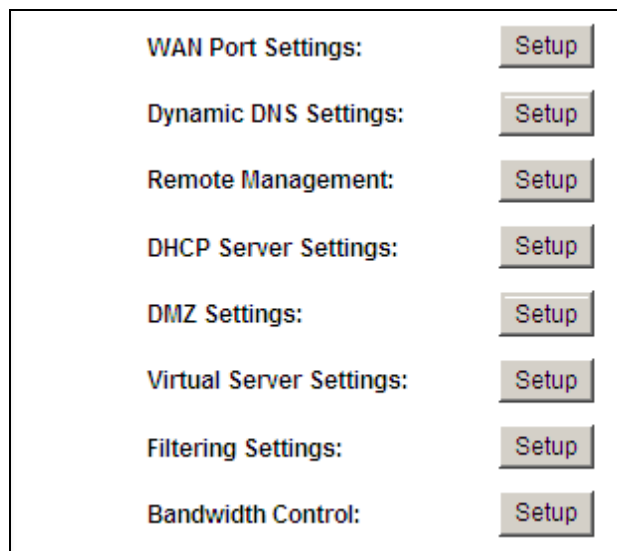 WAN Port Settings: Setup
Dynamic DNS Settings: Setup
Remote Management: Setup
DHCP Server Settings: Setup
DMZ Settings: Setup
Virtual Server Settings: Setup
Filtering Settings: Setup
Bandwidth Control: Setup